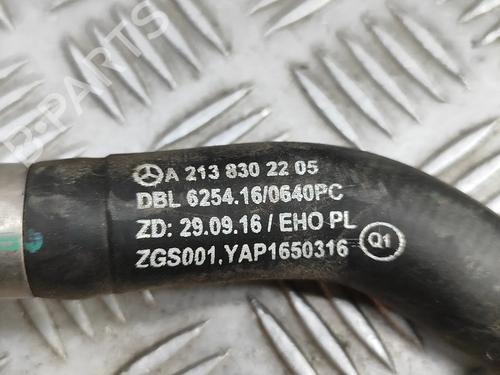 A 213 830 22 05
DBL 6254.16/0640PC
ZD: 29.09.16 / EHO PL
ZGS001.YAP1650316 Q1
B-PARTS